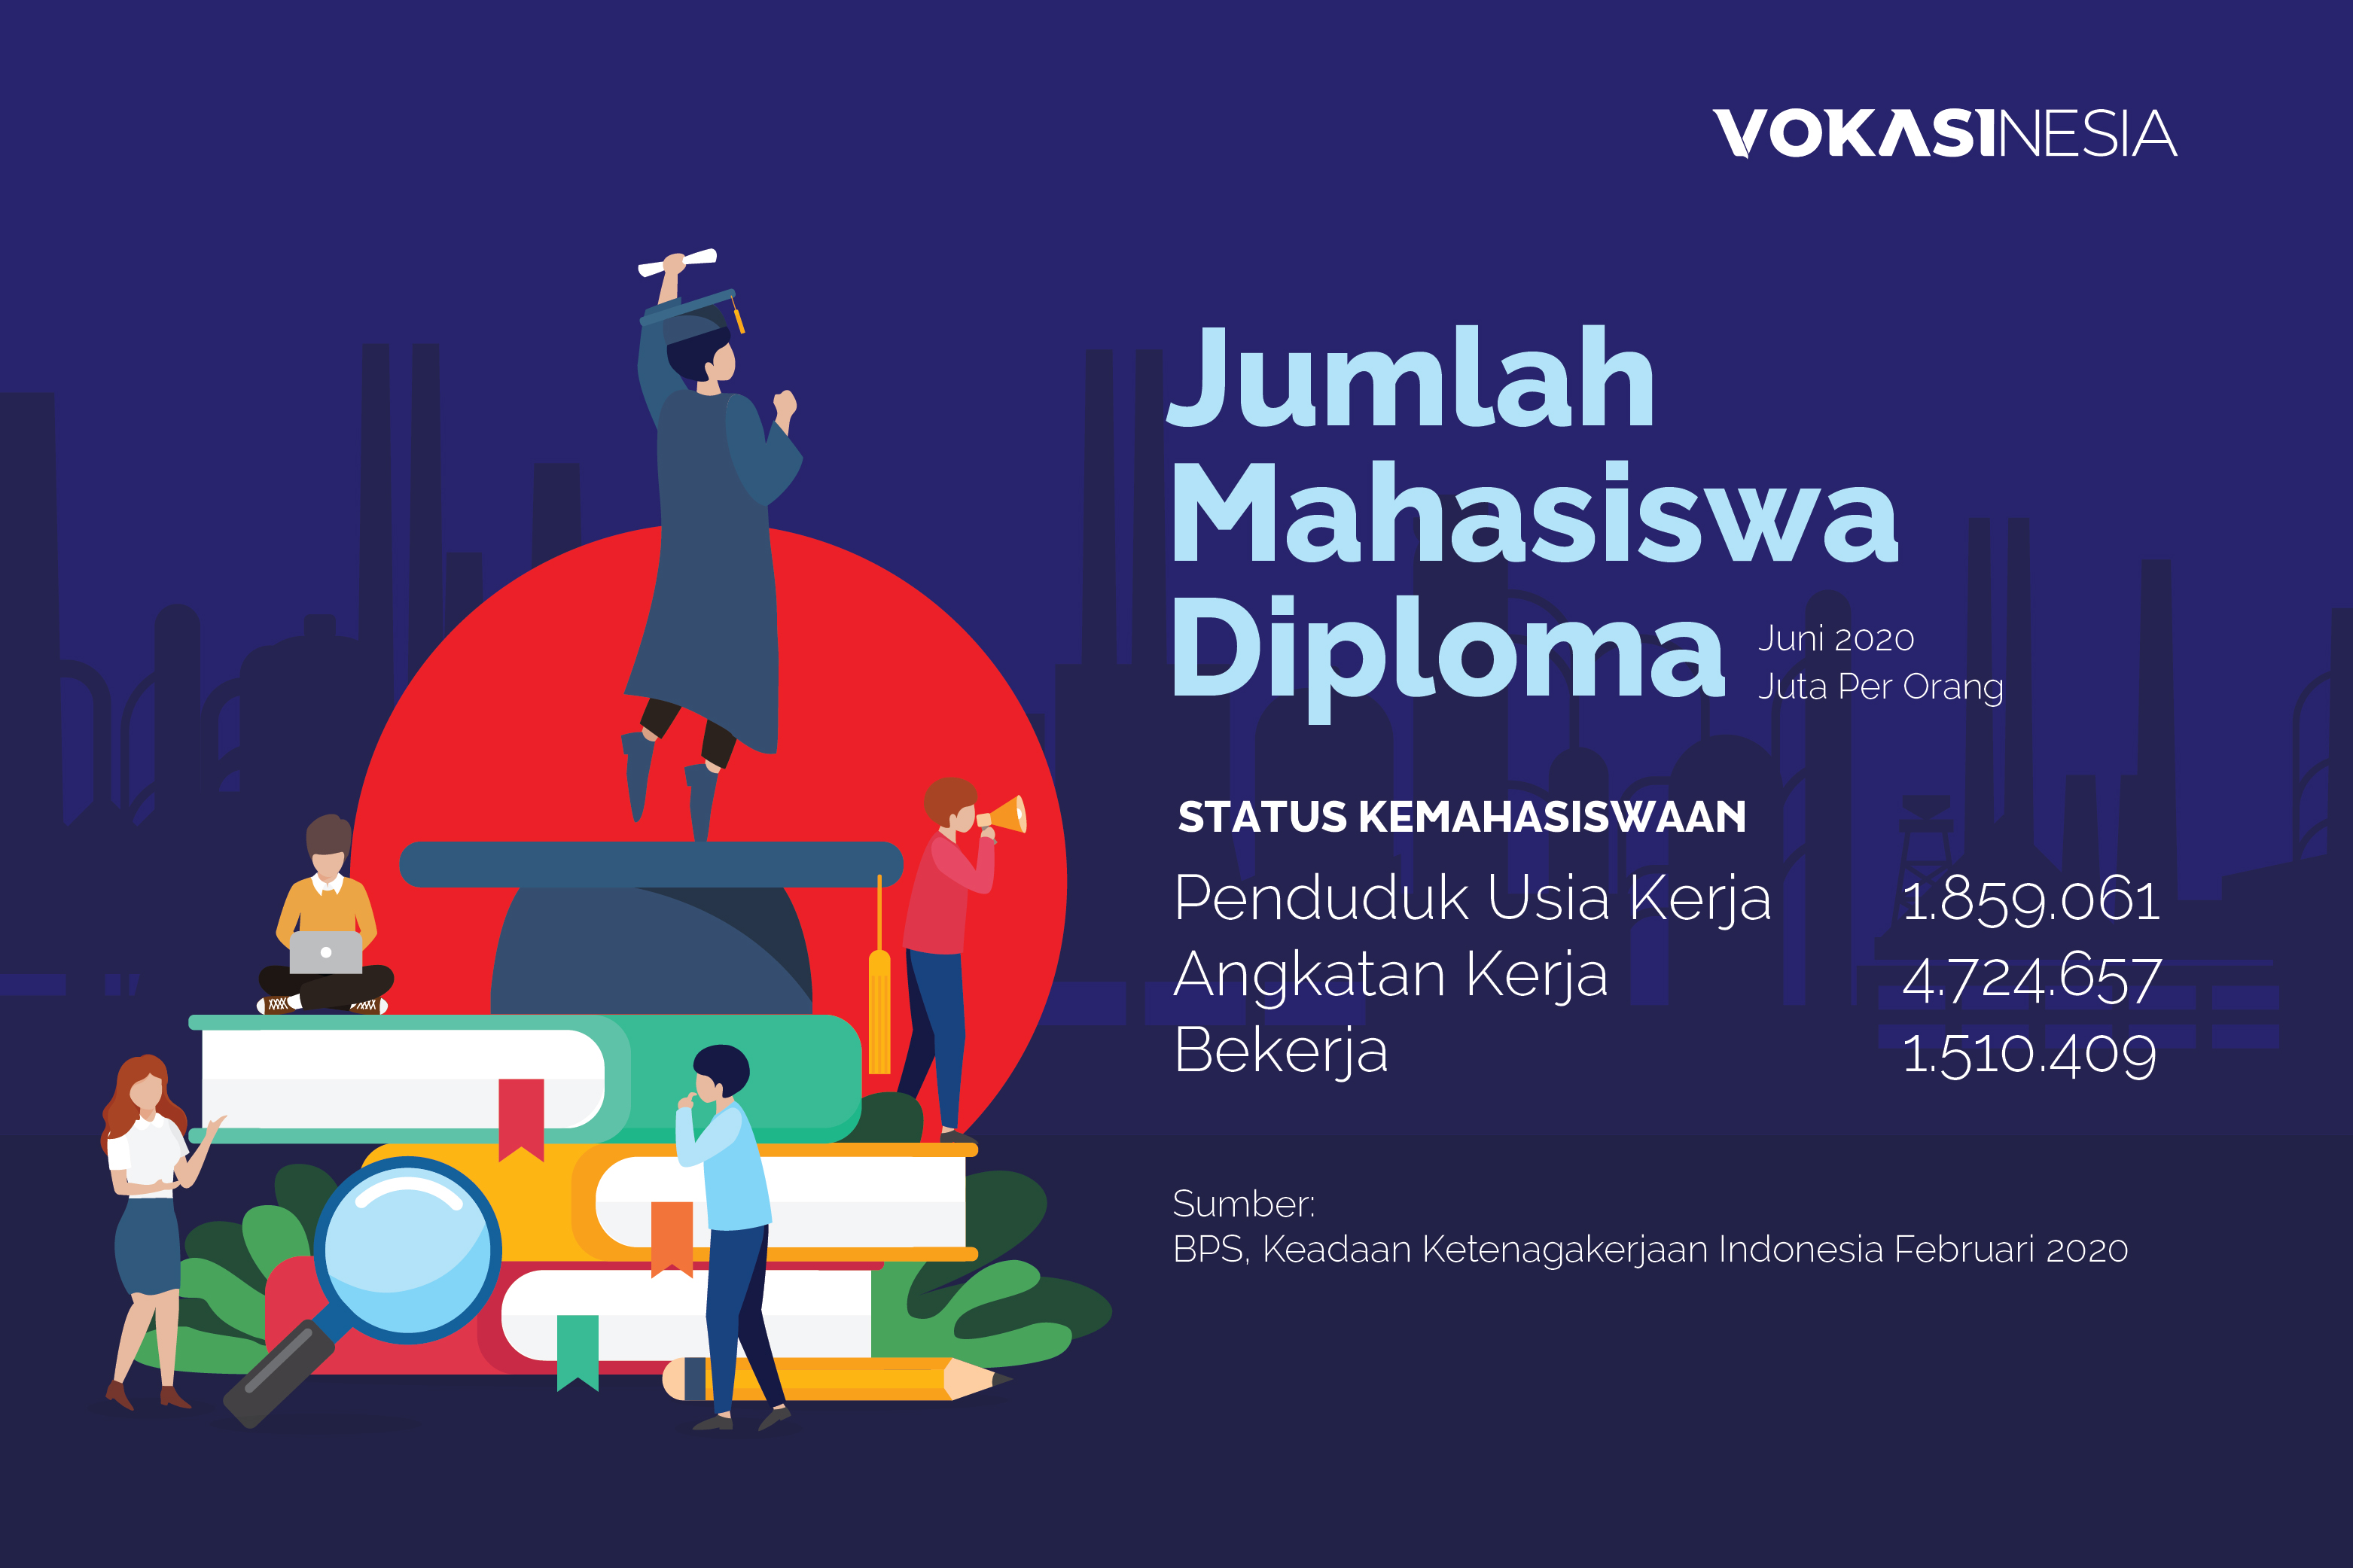 VOKASINESIA
Jumlah
Mahasiswa
Diploma
Juni 2020
Juta Per Orang
STATUS KEMAHASISWAAN
Penduduk Usia Kerja 1.859.061
Angkatan Kerja 4.724.657
Bekerja 1.510.409
Sumber:
BPS, Keadaan Ketenagakerjaan Indonesia Februari 2020